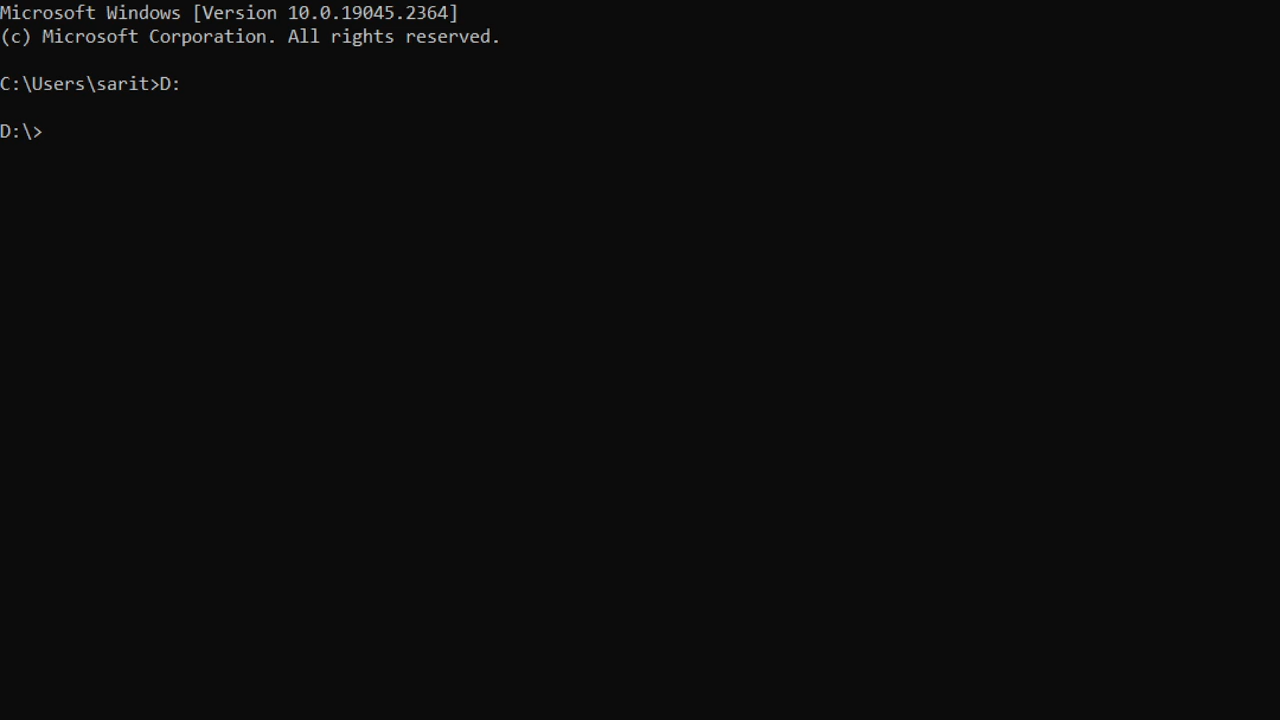 Microsoft Windows [Version 10.0.19045.2364]
(c) Microsoft Corporation. All rights reserved.
C:\Users\sarit>D:
D:\>